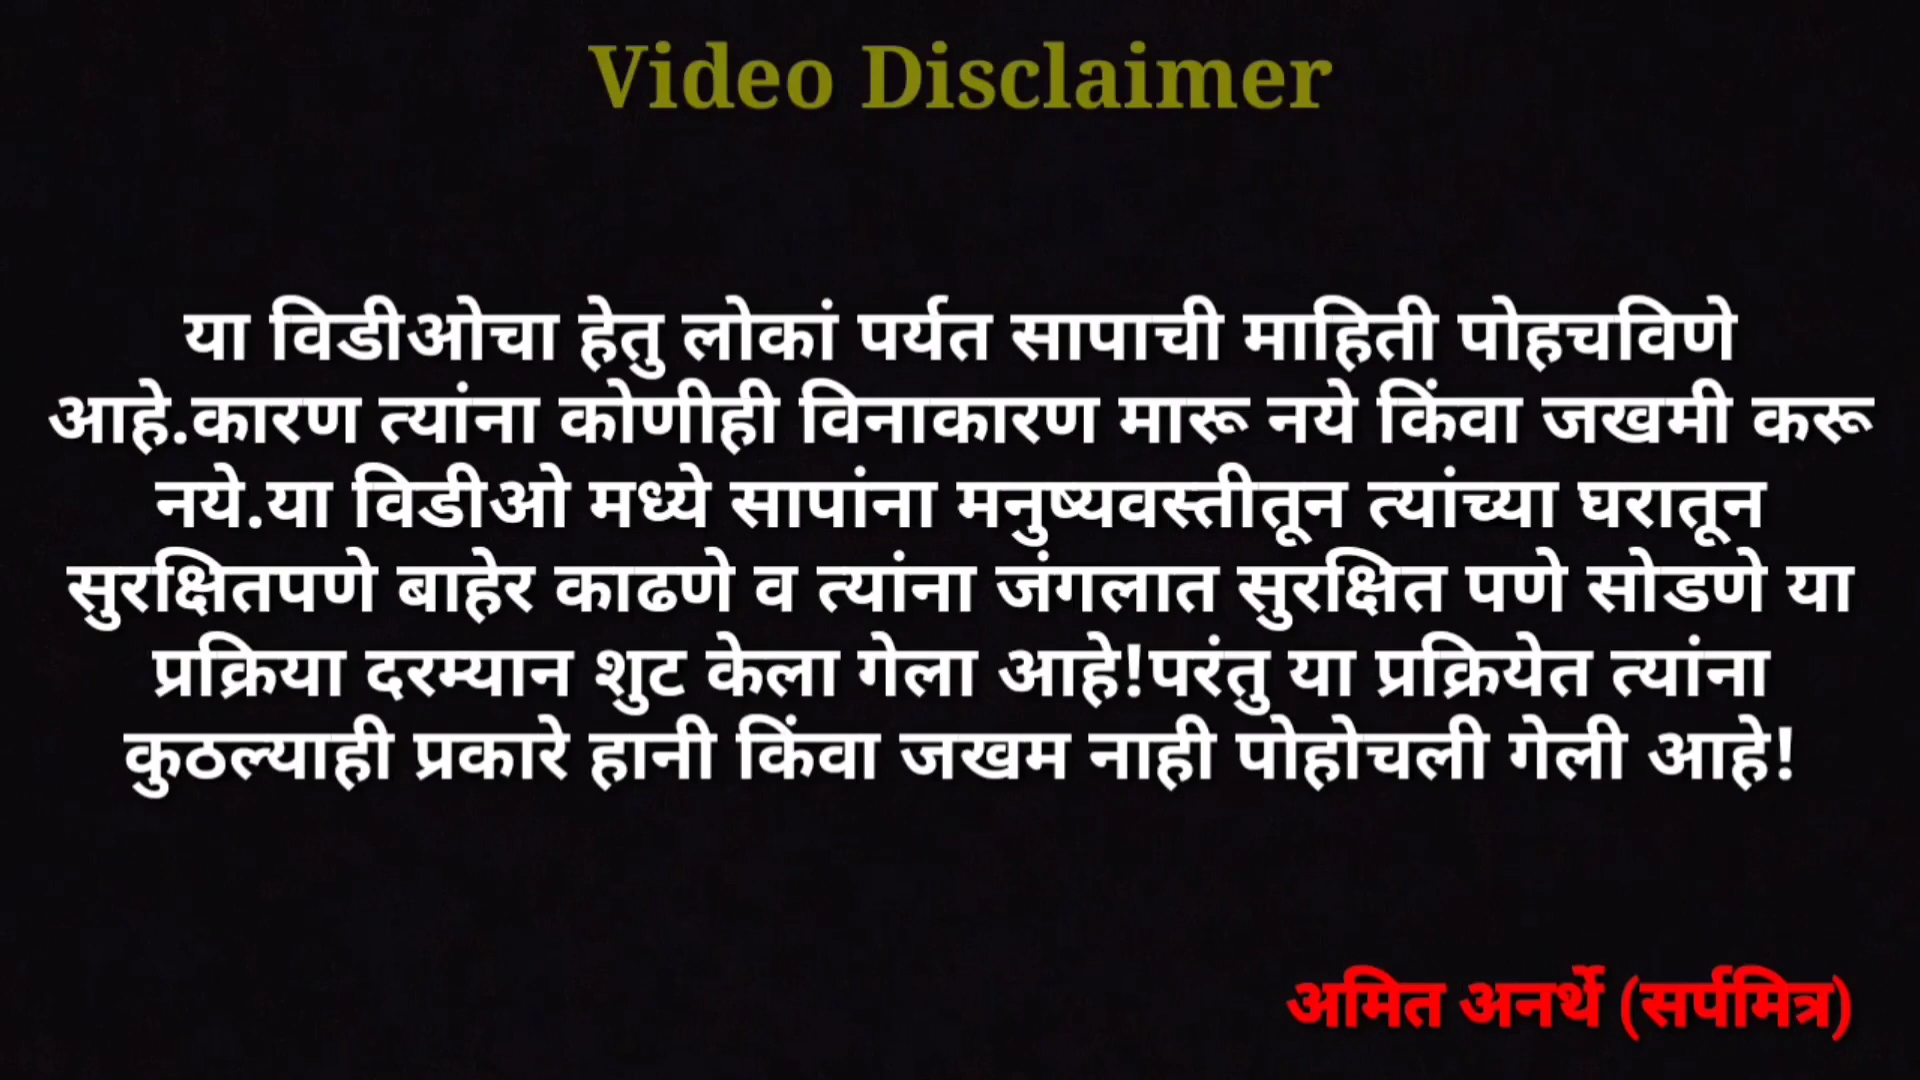 Video Disclaimer
या विडीओचा हेतु लोकां पर्यत सापाची माहिती पोहचविणे
आहे.कारण त्यांना कोणीही विनाकारण मारू नये किंवा जखमी करू
नये.या विडीओ मध्ये सापांना मनुष्यवस्तीतून त्यांच्या घरातून
सुरक्षितपणे बाहेर काढणे व त्यांना जंगलात सुरक्षित पणे सोडणे या
प्रक्रिया दरम्यान शुट केला गेला आहे!परंतु या प्रक्रियेत त्यांना
कुठल्याही प्रकारे हानी किंवा जखम नाही पोहोचली गेली आहे!
अमित अनर्थे (सर्पमित्र)